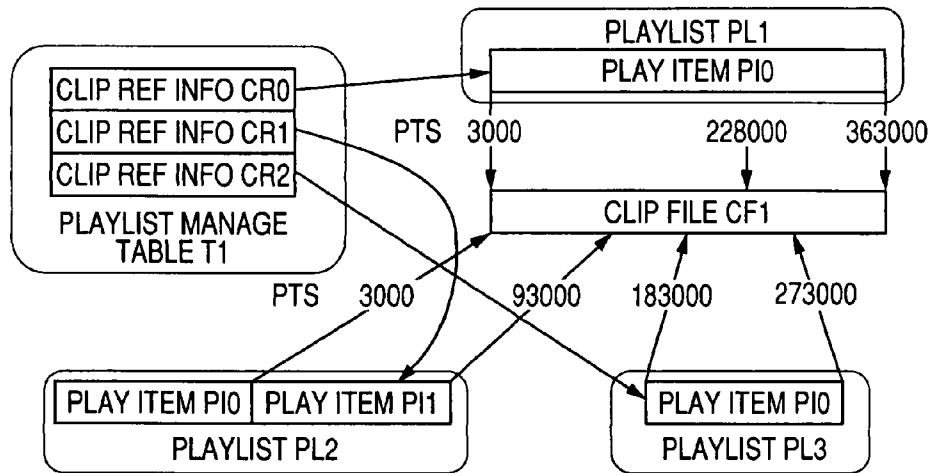 PLAYLIST PL1
PLAY ITEM PI0
CLIP REF INFO CR0
CLIP REF INFO CR1
CLIP REF INFO CR2
PLAYLIST MANAGE
TABLE T1
PTS 3000 228000 363000
CLIP FILE CF1
PTS 3000 93000 183000 273000
PLAY ITEM PI0 PLAY ITEM PI1
PLAYLIST PL2
PLAY ITEM PI0
PLAYLIST PL3